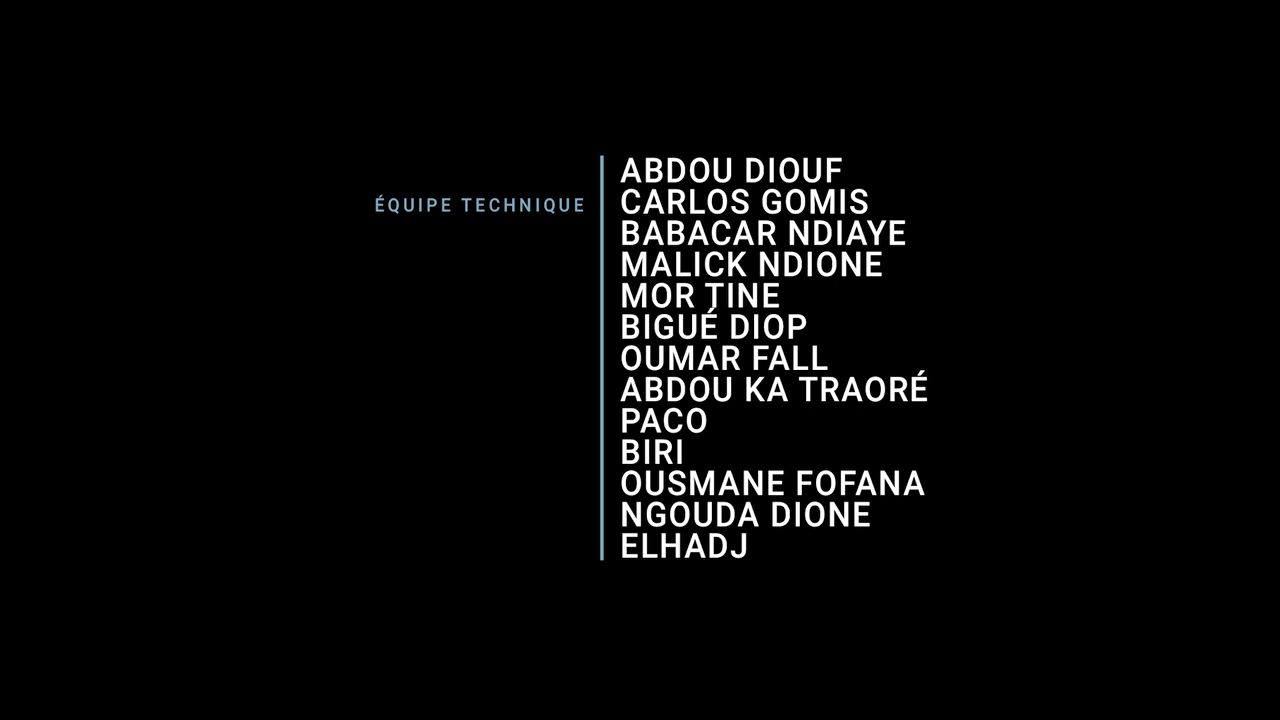 ÉQUIPE TECHNIQUE
ABDOU DIOUF
CARLOS GOMIS
BABACAR NDIAYE
MALICK NDIONE
MOR TINE
BIGUÉ DIOP
OUMAR FALL
ABDOU KA TRAORÉ
PACO
BIRI
OUSMANE FOFANA
NGOUDA DIONE
ELHADJ